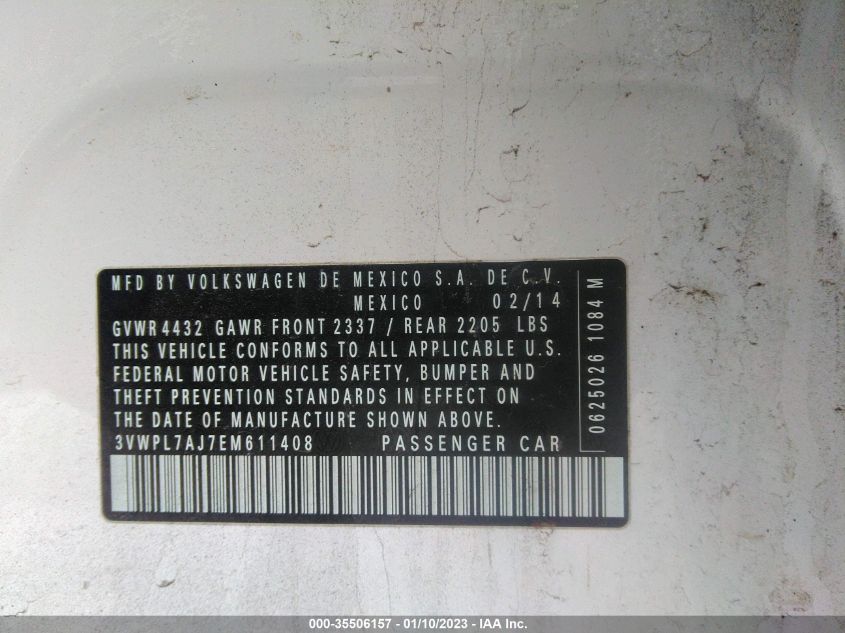 MFD BY VOLKSWAGEN DE MEXICO S.A. DE C.V.
MEXICO 02/14
GVWR4432 GAWR FRONT 2337 / REAR 2205 LBS
THIS VEHICLE CONFORMS TO ALL APPLICABLE U.S.
FEDERAL MOTOR VEHICLE SAFETY, BUMPER AND
THEFT PREVENTION STANDARDS IN EFFECT ON
THE DATE OF MANUFACTURE SHOWN ABOVE.
3VWPL7AJ7EM611408 PASSENGER CAR
0625026 1084 M
000-35506157 - 01/10/2023 - IAA Inc.